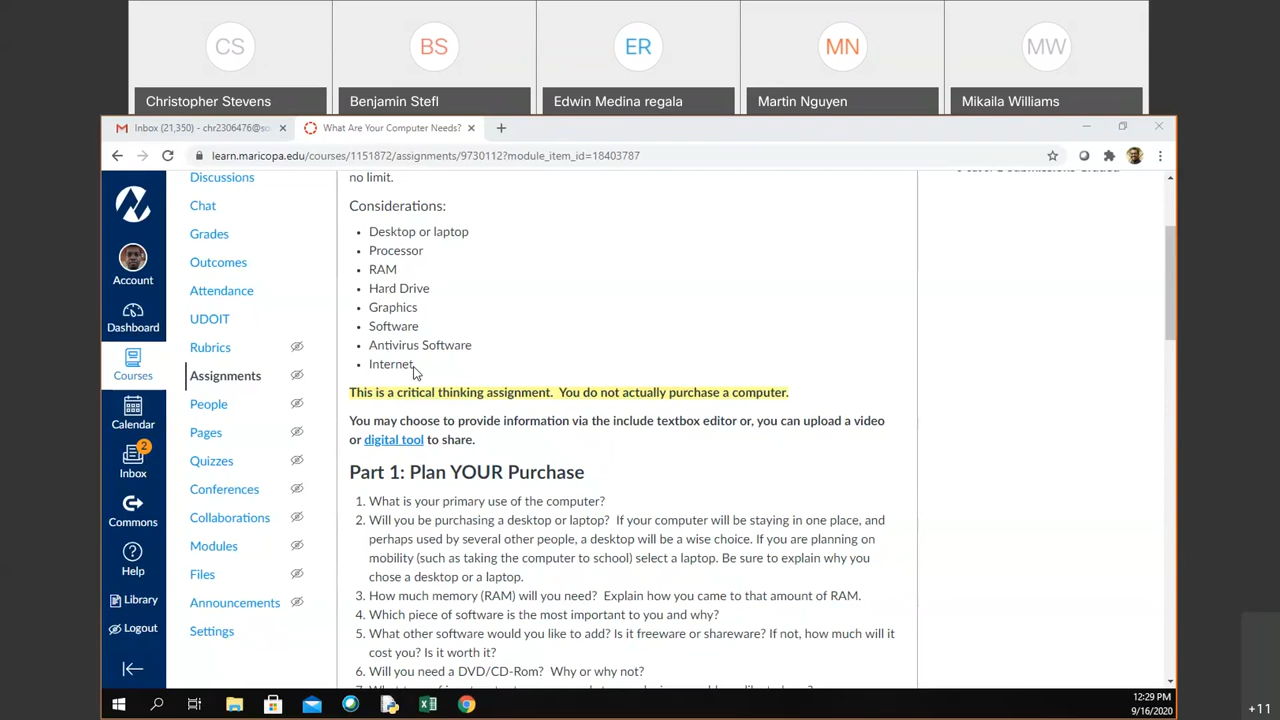 CS
BS
ER
MN
MW
Christopher Stevens
Benjamin Stefl
Edwin Medina regala
Martin Nguyen
Mikaila Williams
Inbox (21,350) - chr2306476@so
What Are Your Computer Needs?
learn.maricopa.edu/courses/1151872/assignments/9730112?module_item_id=18403787
Account
Dashboard
Courses
Calendar
2
Inbox
Commons
Help
Library
Logout
Discussions
Chat
Grades
Outcomes
Attendance
UDOIT
Rubrics
Assignments
People
Pages
Quizzes
Conferences
Collaborations
Modules
Files
Announcements
Settings
no limit.
Considerations:
Desktop or laptop
Processor
RAM
Hard Drive
Graphics
Software
Antivirus Software
Internet
This is a critical thinking assignment. You do not actually purchase a computer.
You may choose to provide information via the include textbox editor or, you can upload a video
or digital tool to share.
Part 1: Plan YOUR Purchase
1. What is your primary use of the computer?
2. Will you be purchasing a desktop or laptop? If your computer will be staying in one place, and
perhaps used by several other people, a desktop will be a wise choice. If you are planning on
mobility (such as taking the computer to school) select a laptop. Be sure to explain why you
chose a desktop or a laptop.
3. How much memory (RAM) will you need? Explain how you came to that amount of RAM.
4. Which piece of software is the most important to you and why?
5. What other software would you like to add? Is it freeware or shareware? If not, how much will it
cost you? Is it worth it?
6. Will you need a DVD/CD-Rom? Why or why not?
12:29 PM
9/16/2020
+11